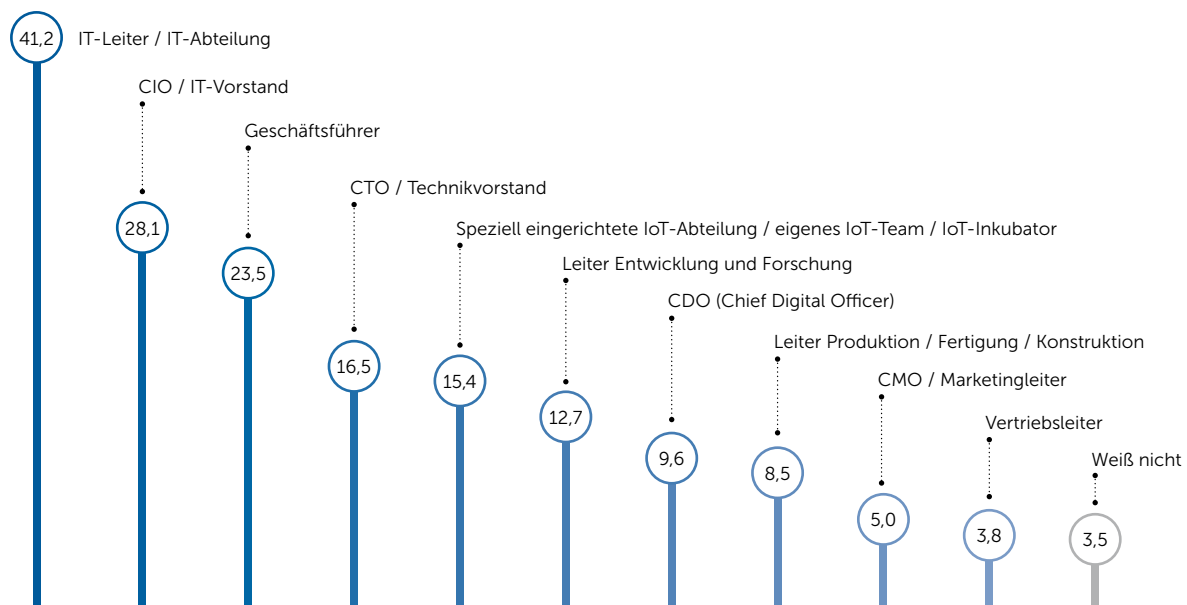 41,2
IT-Leiter / IT-Abteilung
CIO / IT-Vorstand
28,1
Geschäftsführer
23,5
CTO / Technikvorstand
16,5
Speziell eingerichtete IoT-Abteilung / eigenes IoT-Team / IoT-Inkubator
15,4
Leiter Entwicklung und Forschung
12,7
CDO (Chief Digital Officer)
9,6
Leiter Produktion / Fertigung / Konstruktion
8,5
CMO / Marketingleiter
5,0
Vertriebsleiter
3,8
Weiß nicht
3,5